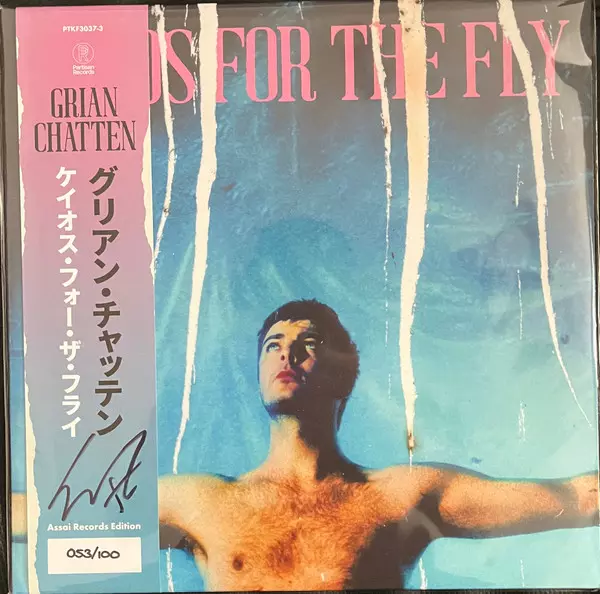 PTKF3037-3
Partisan
Records
GRIAN
CHATTEN
グリアン・チャッテン
ケイオス・フォー・ザ・フライ
Assai Records Edition
053/100
OS FOR THE FLY